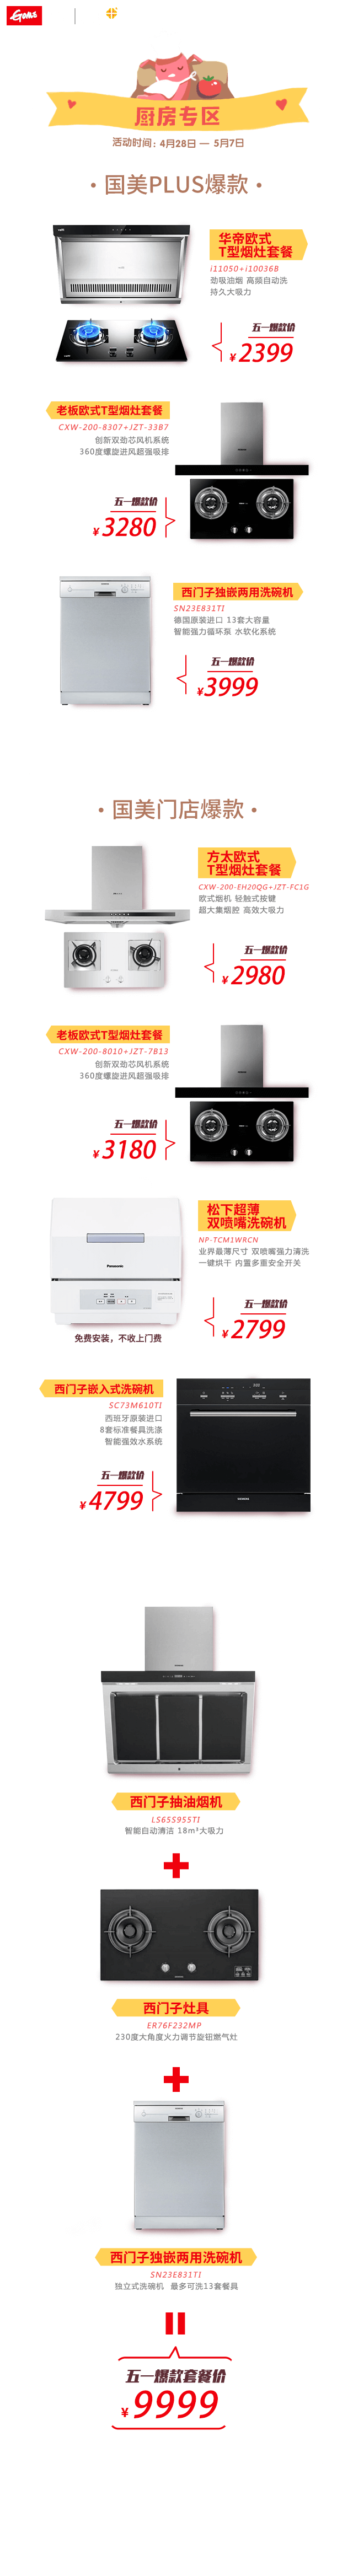 GOME
厨房专区
活动时间：4月28日 — 5月7日
·国美PLUS爆款·
华帝欧式
T型烟灶套餐
i11050+i10036B
劲吸油烟 高频自动洗
持久大吸力
五一爆款价
¥2399
老板欧式T型烟灶套餐
CXW-200-8307+JZT-33B7
创新双劲芯风机系统
360度螺旋进风超强吸排
五一爆款价
¥3280
西门子独嵌两用洗碗机
SN23E831TI
德国原装进口 13套大容量
智能强力循环泵 水软化系统
五一爆款价
¥3999
·国美门店爆款·
方太欧式
T型烟灶套餐
CXW-200-EH20QG+JZT-FC1G
欧式烟机 轻触式按键
超大集烟腔 高效大吸力
五一爆款价
¥2980
老板欧式T型烟灶套餐
CXW-200-8010+JZT-7B13
创新双劲芯风机系统
360度螺旋进风超强吸排
五一爆款价
¥3180
松下超薄
双喷嘴洗碗机
NP-TCM1WRCN
业界最薄尺寸 双喷嘴强力清洗
一键烘干 内置多重安全开关
Panasonic
免费安装，不收上门费
五一爆款价
¥2799
西门子嵌入式洗碗机
SC73M610TI
西班牙原装进口
8套标准餐具洗涤
智能强效水系统
五一爆款价
¥4799
SIEMENS
西门子抽油烟机
LS65S955TI
智能自动清洁 18m³大吸力
+
西门子灶具
ER76F232MP
230度大角度火力调节旋钮燃气灶
+
西门子独嵌两用洗碗机
SN23E831TI
独立式洗碗机 最多可洗13套餐具
五一爆款套餐价
¥9999